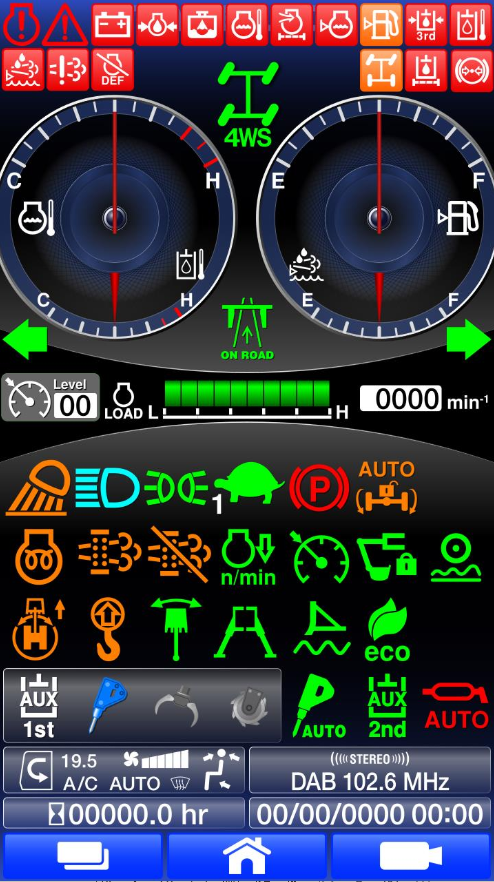 3rd
DEF
4WS
C H E F
C H E F
ON ROAD
Level
00
LOAD
L H
0000 min-1
1
P
AUTO
n/min
H
eco
AUX
1st
AUTO
AUX
2nd
AUTO
19.5
A/C AUTO
((((STEREO))))
DAB 102.6 MHz
00000.0 hr
00/00/0000 00:00